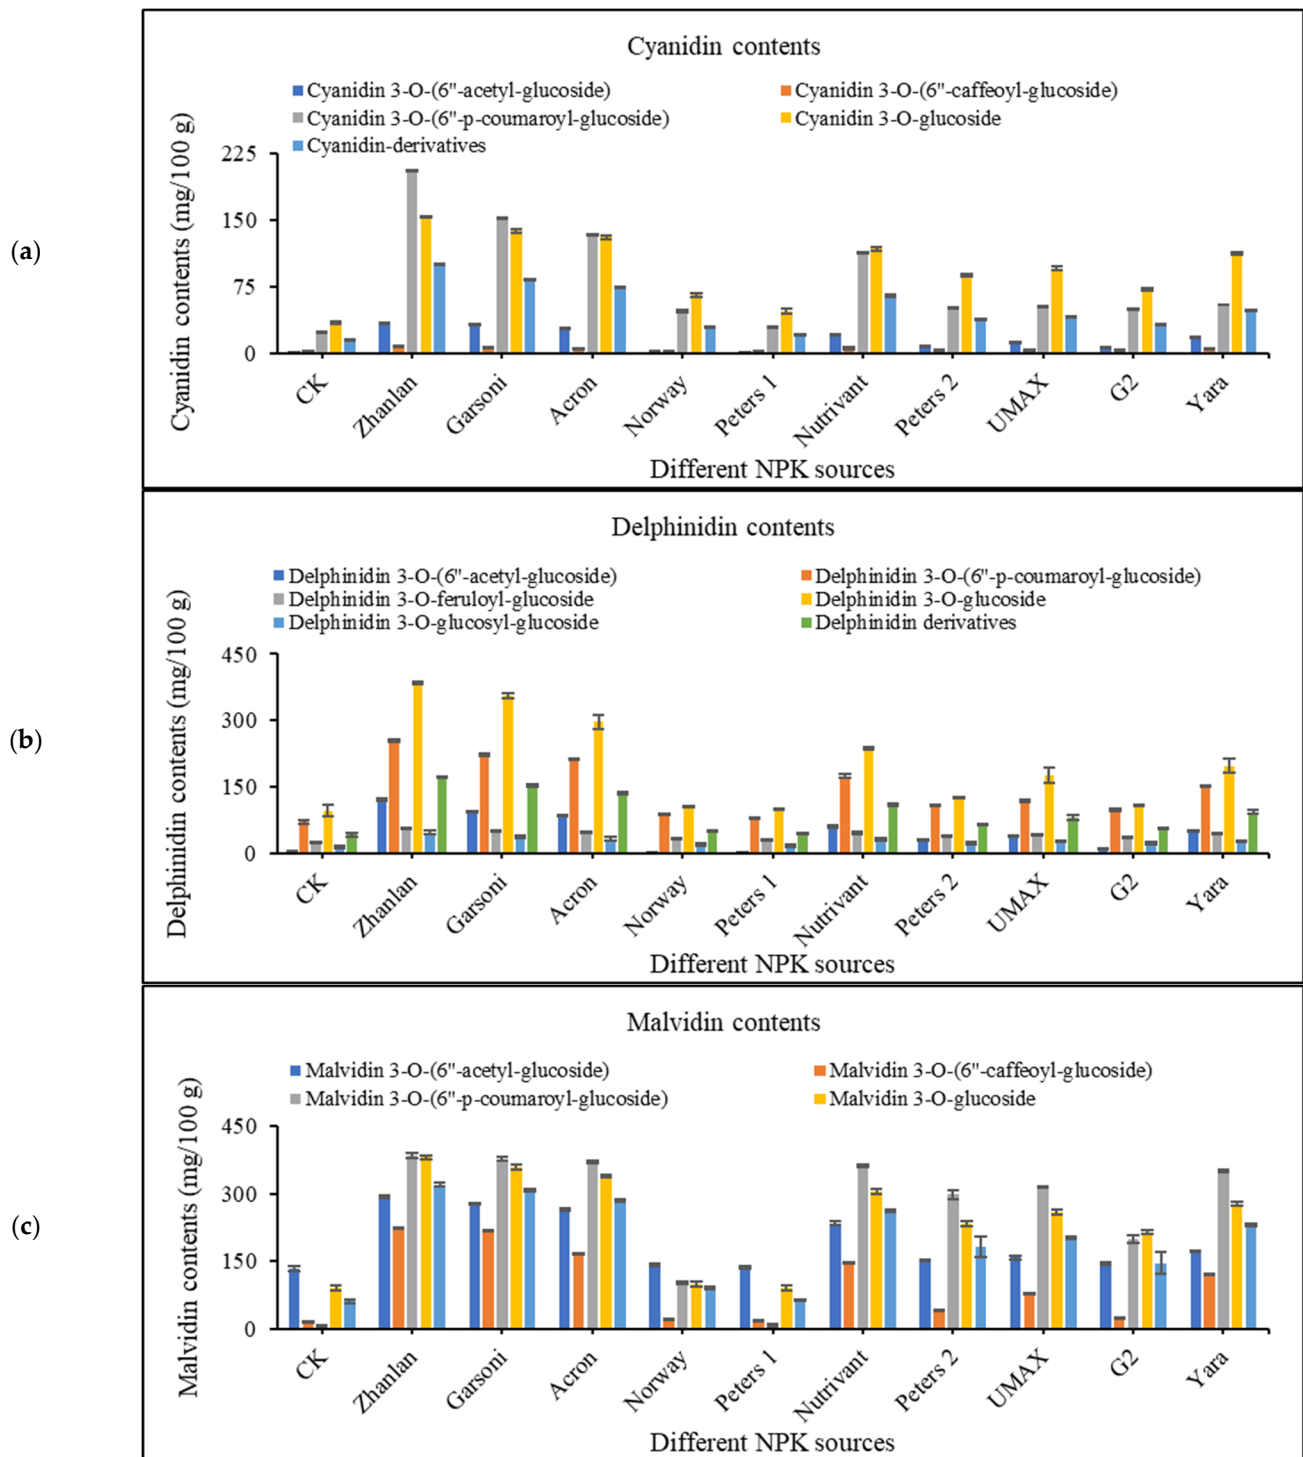 (a)
Cyanidin contents
Cyanidin 3-O-(6"-acetyl-glucoside)
Cyanidin 3-O-(6"-caffeoyl-glucoside)
Cyanidin 3-O-(6"-p-coumaroyl-glucoside)
Cyanidin 3-O-glucoside
Cyanidin-derivatives
Cyanidin contents (mg/100 g)
225
150
75
0
CK
Zhanlan
Garsoni
Acron
Norway
Peters 1
Nutrivant
Peters 2
UMAX
G2
Yara
Different NPK sources
(b)
Delphinidin contents
Delphinidin 3-O-(6"-acetyl-glucoside)
Delphinidin 3-O-(6"-p-coumaroyl-glucoside)
Delphinidin 3-O-feruloyl-glucoside
Delphinidin 3-O-glucoside
Delphinidin 3-O-glucosyl-glucoside
Delphinidin derivatives
Delphinidin contents (mg/100 g)
450
300
150
0
CK
Zhanlan
Garsoni
Acron
Norway
Peters 1
Nutrivant
Peters 2
UMAX
G2
Yara
Different NPK sources
(c)
Malvidin contents
Malvidin 3-O-(6"-acetyl-glucoside)
Malvidin 3-O-(6"-caffeoyl-glucoside)
Malvidin 3-O-(6"-p-coumaroyl-glucoside)
Malvidin 3-O-glucoside
Malvidin contents (mg/100 g)
450
300
150
0
CK
Zhanlan
Garsoni
Acron
Norway
Peters 1
Nutrivant
Peters 2
UMAX
G2
Yara
Different NPK sources